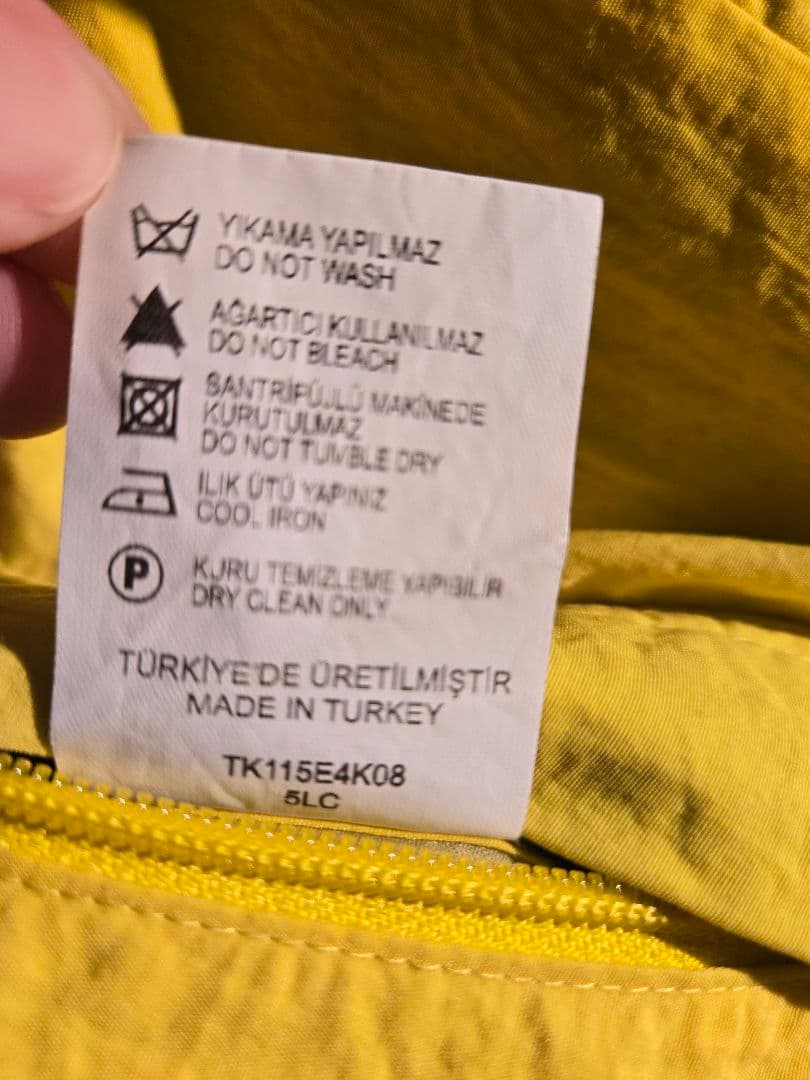 YIKAMA YAPILMAZ
DO NOT WASH
AĞARTICI KULLANILMAZ
DO NOT BLEACH
SANTRİFÜJLÜ MAKİNEDE
KURUTULMAZ
DO NOT TUMBLE DRY
ILIK ÜTÜ YAPINIZ
COOL IRON
P
KURU TEMİZLEME YAPIBILIR
DRY CLEAN ONLY
TÜRKİYE'DE ÜRETİLMİŞTİR
MADE IN TURKEY
TK115E4K08
5LC